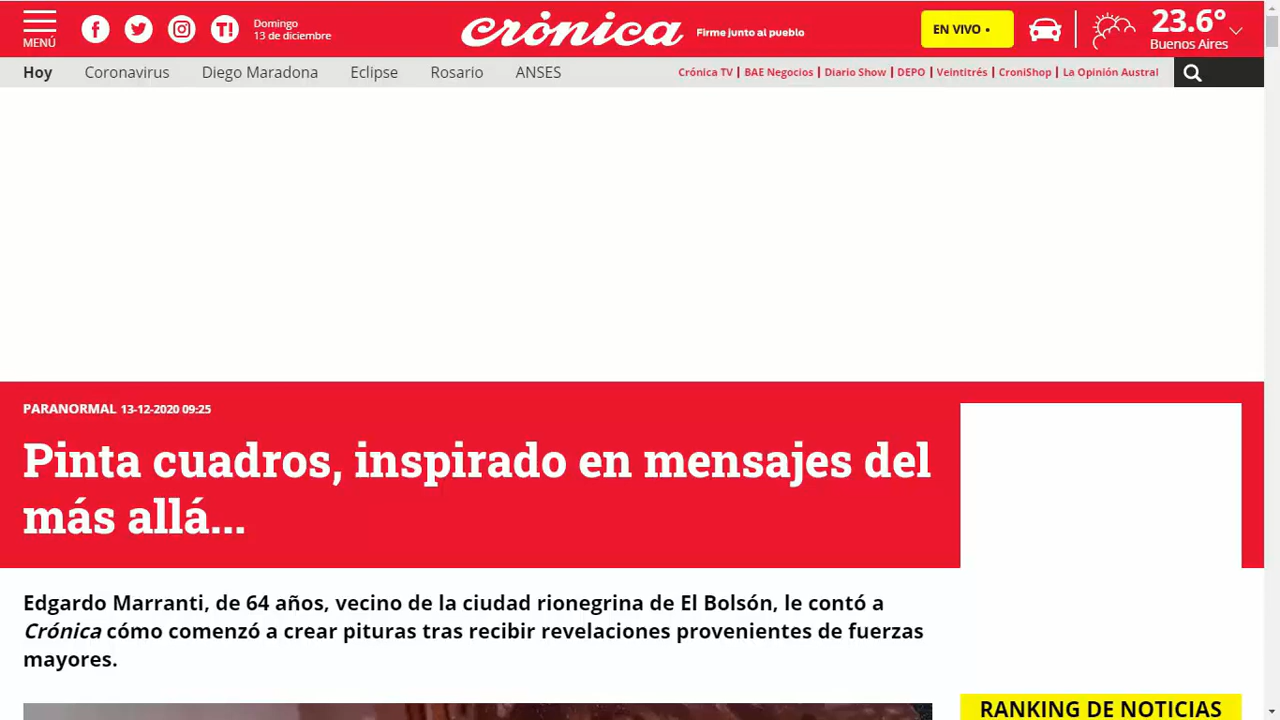 MENÚ
Domingo
13 de diciembre
crónica
Firme junto al pueblo
EN VIVO •
23.6°
Buenos Aires
Hoy Coronavirus Diego Maradona Eclipse Rosario ANSES
Crónica TV | BAE Negocios | Diario Show | DEPO | Veintitrés | CroniShop | La Opinión Austral
PARANORMAL 13-12-2020 09:25
Pinta cuadros, inspirado en mensajes del
más allá...
Edgardo Marranti, de 64 años, vecino de la ciudad rionegrina de El Bolsón, le contó a
Crónica cómo comenzó a crear pituras tras recibir revelaciones provenientes de fuerzas
mayores.
RANKING DE NOTICIAS